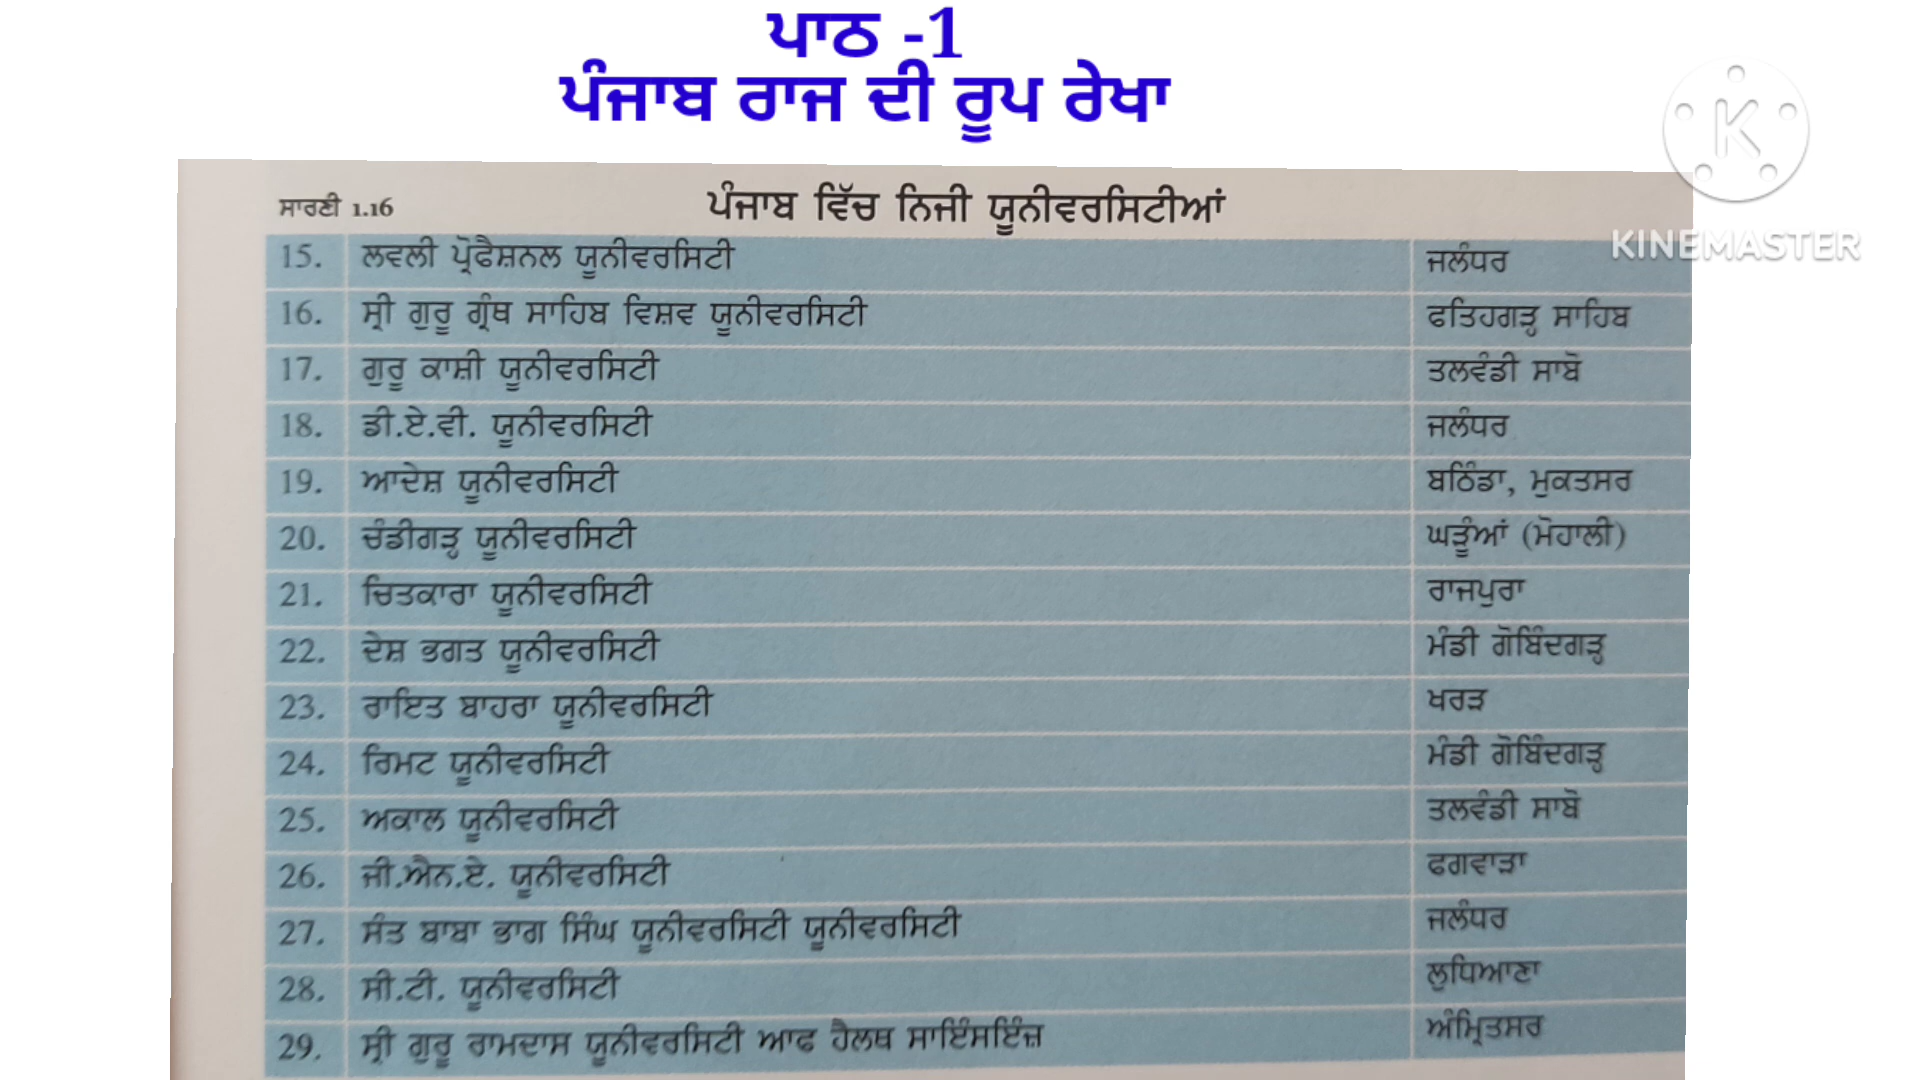 ਪਾਠ -1
ਪੰਜਾਬ ਰਾਜ ਦੀ ਰੂਪ ਰੇਖਾ
K
KINEMASTER
ਸਾਰਣੀ 1.16 ਪੰਜਾਬ ਵਿੱਚ ਨਿਜੀ ਯੂਨੀਵਰਸਿਟੀਆਂ
15. ਲਵਲੀ ਪ੍ਰੋਫੈਸ਼ਨਲ ਯੂਨੀਵਰਸਿਟੀ ਜਲੰਧਰ
16. ਸ੍ਰੀ ਗੁਰੂ ਗ੍ਰੰਥ ਸਾਹਿਬ ਵਿਸ਼ਵ ਯੂਨੀਵਰਸਿਟੀ ਫਤਿਹਗੜ੍ਹ ਸਾਹਿਬ
17. ਗੁਰੂ ਕਾਸ਼ੀ ਯੂਨੀਵਰਸਿਟੀ ਤਲਵੰਡੀ ਸਾਬੋ
18. ਡੀ.ਏ.ਵੀ. ਯੂਨੀਵਰਸਿਟੀ ਜਲੰਧਰ
19. ਆਦੇਸ਼ ਯੂਨੀਵਰਸਿਟੀ ਬਠਿੰਡਾ, ਮੁਕਤਸਰ
20. ਚੰਡੀਗੜ੍ਹ ਯੂਨੀਵਰਸਿਟੀ ਘੜੂੰਆਂ (ਮੋਹਾਲੀ)
21. ਚਿਤਕਾਰਾ ਯੂਨੀਵਰਸਿਟੀ ਰਾਜਪੁਰਾ
22. ਦੇਸ਼ ਭਗਤ ਯੂਨੀਵਰਸਿਟੀ ਮੰਡੀ ਗੋਬਿੰਦਗੜ੍ਹ
23. ਰਾਇਤ ਬਾਹਰਾ ਯੂਨੀਵਰਸਿਟੀ ਖਰੜ
24. ਰਿਮਟ ਯੂਨੀਵਰਸਿਟੀ ਮੰਡੀ ਗੋਬਿੰਦਗੜ੍ਹ
25. ਅਕਾਲ ਯੂਨੀਵਰਸਿਟੀ ਤਲਵੰਡੀ ਸਾਬੋ
26. ਜੀ.ਐਨ.ਏ. ਯੂਨੀਵਰਸਿਟੀ ਫਗਵਾੜਾ
27. ਸੰਤ ਬਾਬਾ ਭਾਗ ਸਿੰਘ ਯੂਨੀਵਰਸਿਟੀ ਯੂਨੀਵਰਸਿਟੀ ਜਲੰਧਰ
28. ਸੀ.ਟੀ. ਯੂਨੀਵਰਸਿਟੀ ਲੁਧਿਆਣਾ
29. ਸ੍ਰੀ ਗੁਰੂ ਰਾਮਦਾਸ ਯੂਨੀਵਰਸਿਟੀ ਆਫ ਹੈਲਥ ਸਾਇੰਸਇੰਜ਼ ਅੰਮ੍ਰਿਤਸਰ